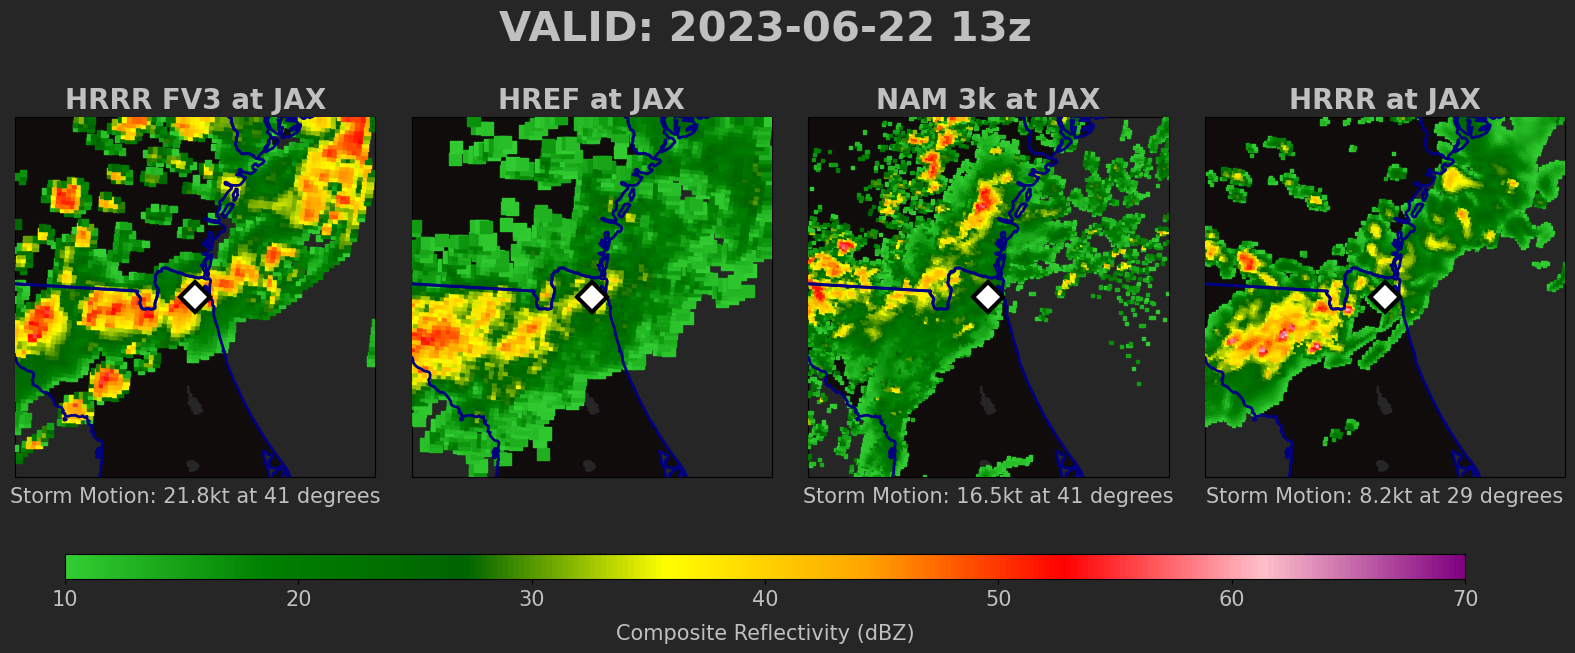 VALID: 2023-06-22 13z
HRRR FV3 at JAX
HREF at JAX
NAM 3k at JAX
HRRR at JAX
Storm Motion: 21.8kt at 41 degrees
Storm Motion: 16.5kt at 41 degrees
Storm Motion: 8.2kt at 29 degrees
10 20 30 40 50 60 70
Composite Reflectivity (dBZ)